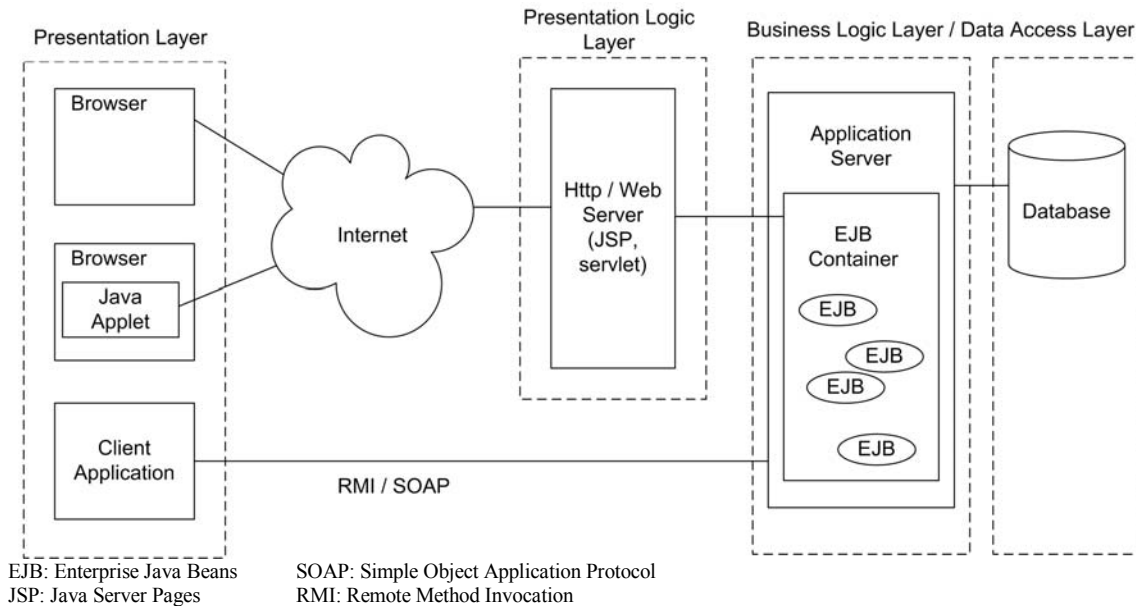 Presentation Layer
Presentation Logic
Layer
Business Logic Layer / Data Access Layer
Browser
Browser
Java
Applet
Client
Application
Internet
RMI / SOAP
Http / Web
Server
(JSP,
servlet)
Application
Server
EJB
Container
EJB
EJB
EJB
EJB
Database
EJB: Enterprise Java Beans SOAP: Simple Object Application Protocol
JSP: Java Server Pages RMI: Remote Method Invocation